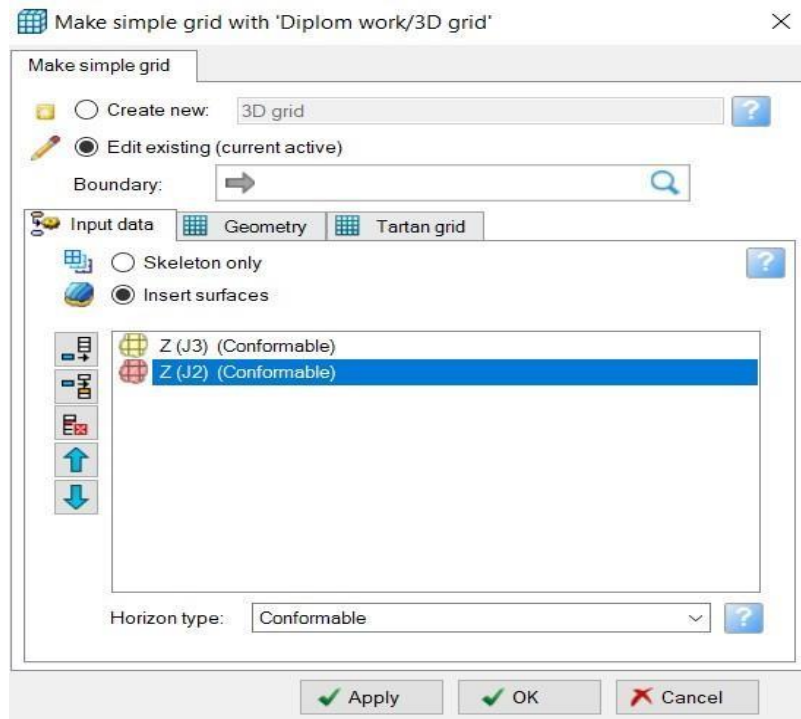 Make simple grid with 'Diplom work/3D grid'
Make simple grid
Create new: 3D grid
Edit existing (current active)
Boundary:
Input data Geometry Tartan grid
Skeleton only
Insert surfaces
Z (J3) (Conformable)
Z (J2) (Conformable)
Horizon type: Conformable
Apply OK Cancel